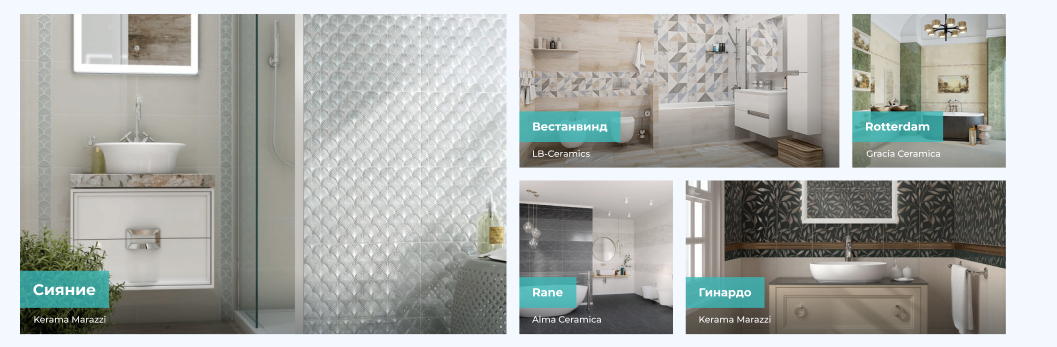 Сияние
Kerama Marazzi
Вестанвинд
LB-Ceramics
Rotterdam
Gracia Ceramica
Rane
Alma Ceramica
Гинардо
Kerama Marazzi